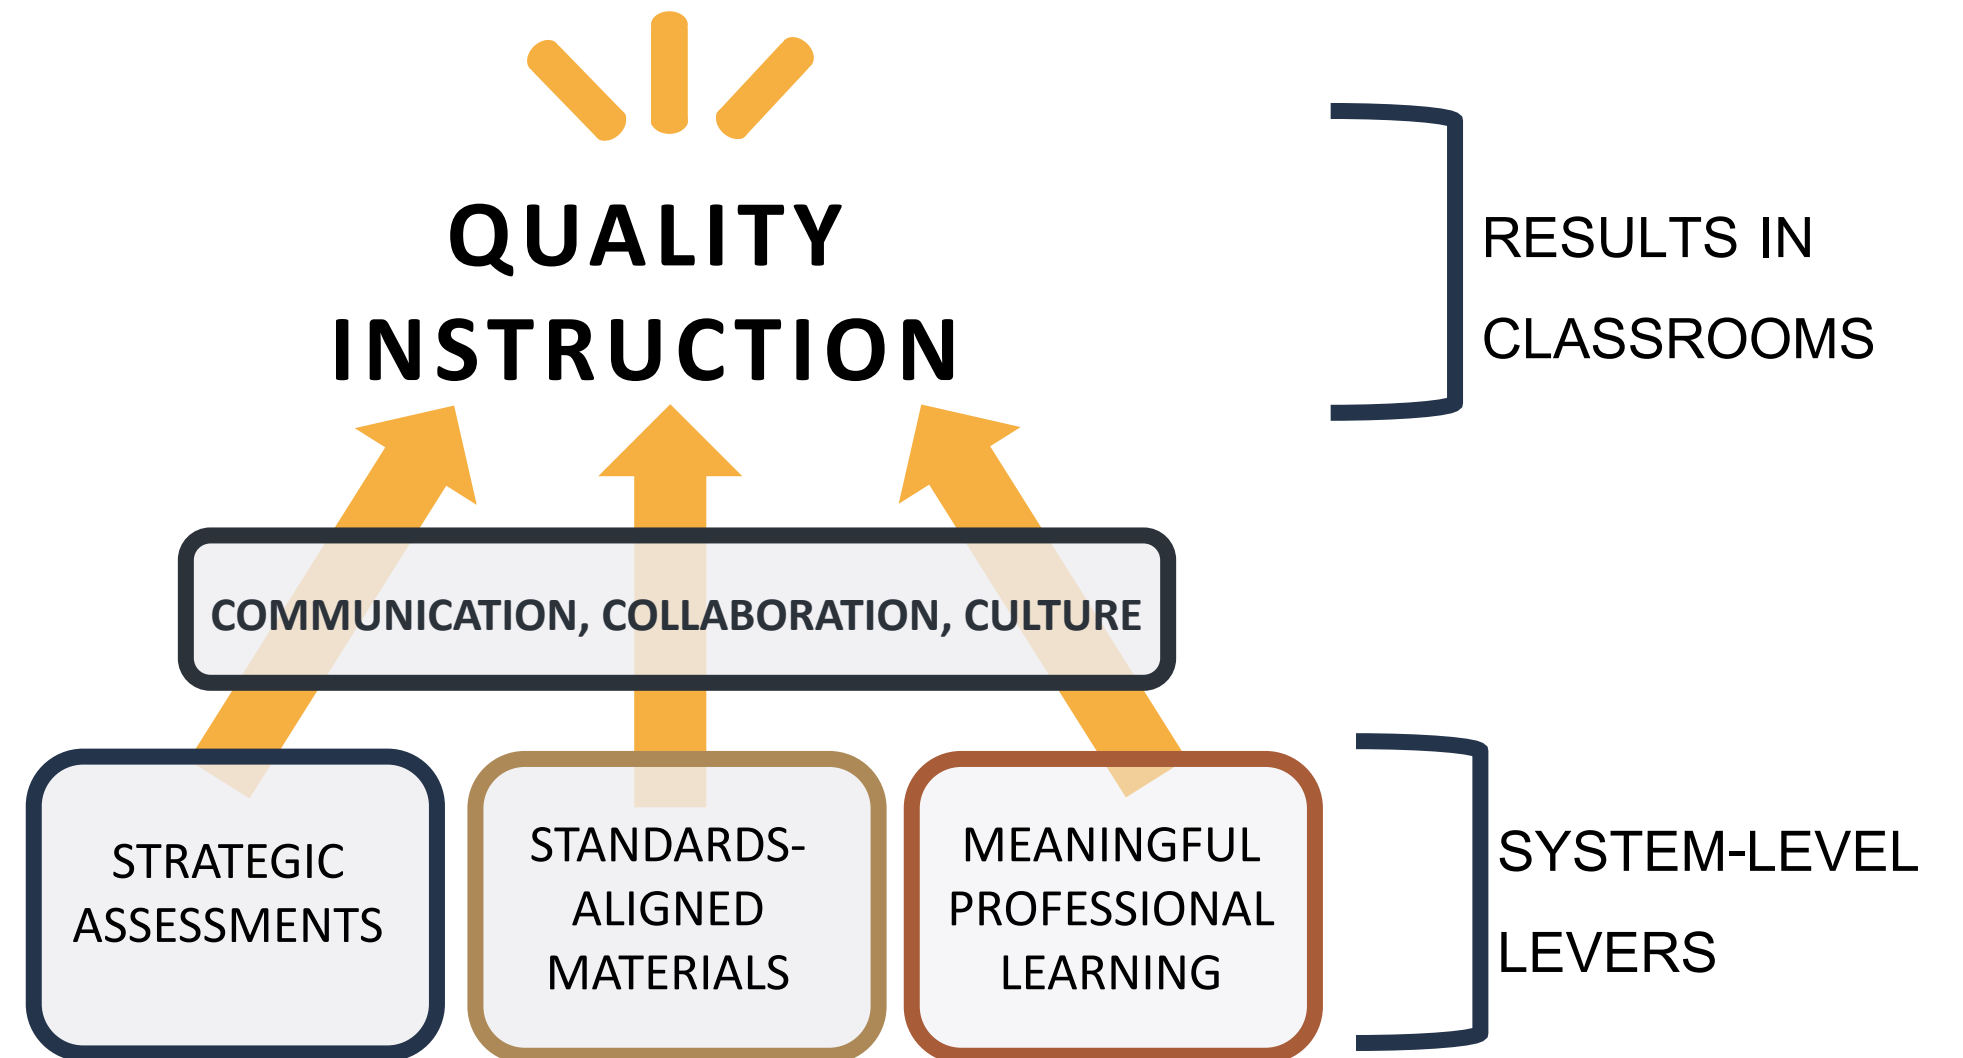 QUALITY
INSTRUCTION
RESULTS IN
CLASSROOMS
COMMUNICATION, COLLABORATION, CULTURE
STRATEGIC
ASSESSMENTS
STANDARDS-
ALIGNED
MATERIALS
MEANINGFUL
PROFESSIONAL
LEARNING
SYSTEM-LEVEL
LEVERS